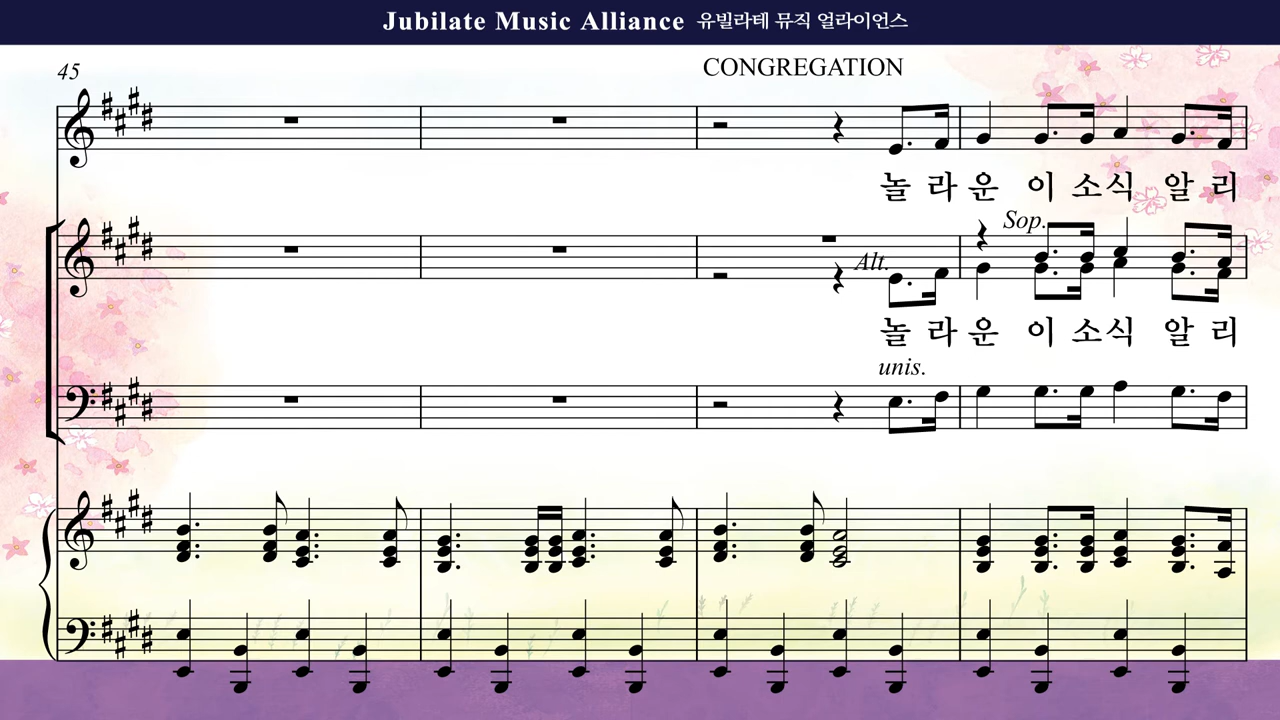 Jubilate Music Alliance 유빌라테 뮤직 얼라이언스
45
CONGREGATION
놀 라 운 이 소 식 알 리
Sop.
Alt.
놀 라 운 이 소 식 알 리
unis.